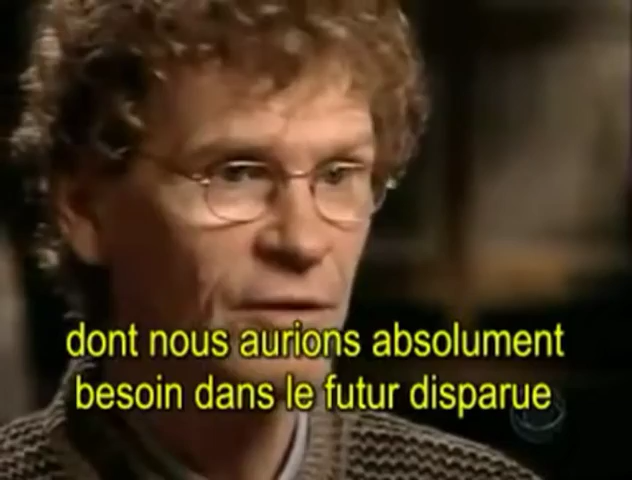 dont nous aurions absolument
besoin dans le futur disparue